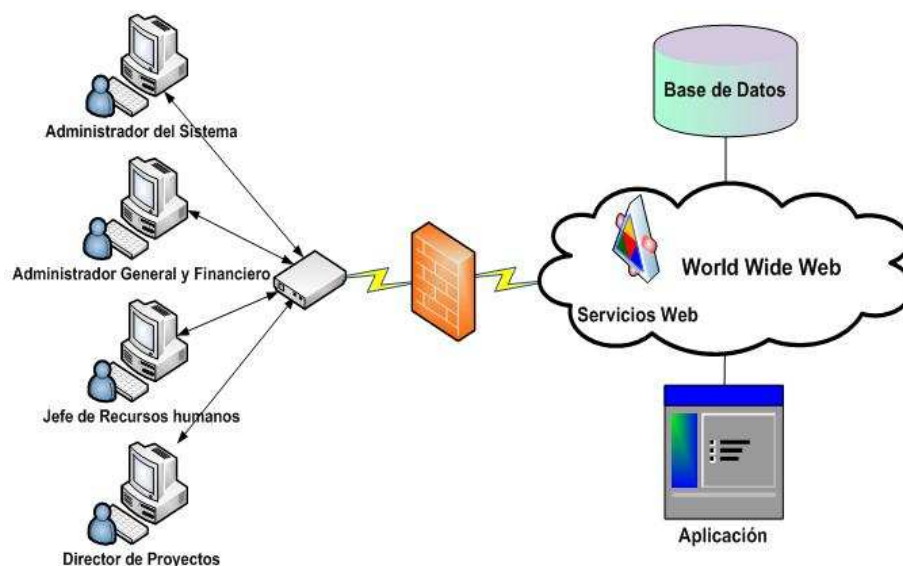 Administrador del Sistema
Administrador General y Financiero
Jefe de Recursos humanos
Director de Proyectos
Base de Datos
World Wide Web
Servicios Web
Aplicación